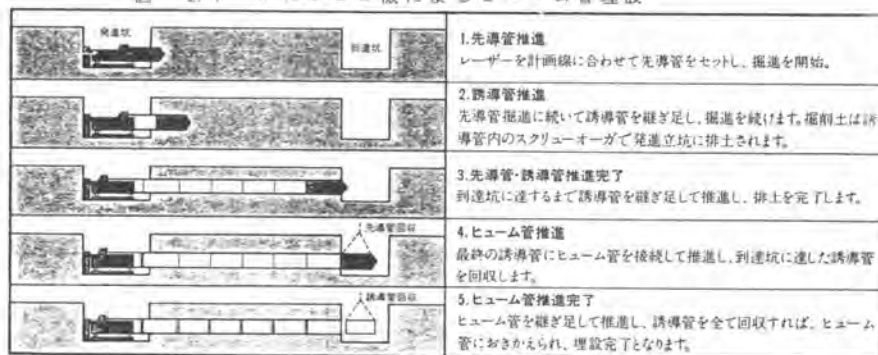 発進坑
到達坑
1.先導管推進
レーザーを計画線に合わせて先導管をセットし、掘進を開始。
2.誘導管推進
先導管掘進に続いて誘導管を継ぎ足し、掘進を続けます。掘削土は誘
導管内のスクリューオーガで発進立坑に排土されます。
3.先導管・誘導管推進完了
到達坑に達するまで誘導管を継ぎ足して推進し、排土を完了します。
先導管回収
4.ヒューム管推進
最終の誘導管にヒューム管を接続して推進し、到達坑に達した誘導管
を回収します。
誘導管回収
5.ヒューム管推進完了
ヒューム管を継ぎ足して推進し、誘導管を全て回収すれば、ヒューム
管におきかえられ、埋設完了となります。